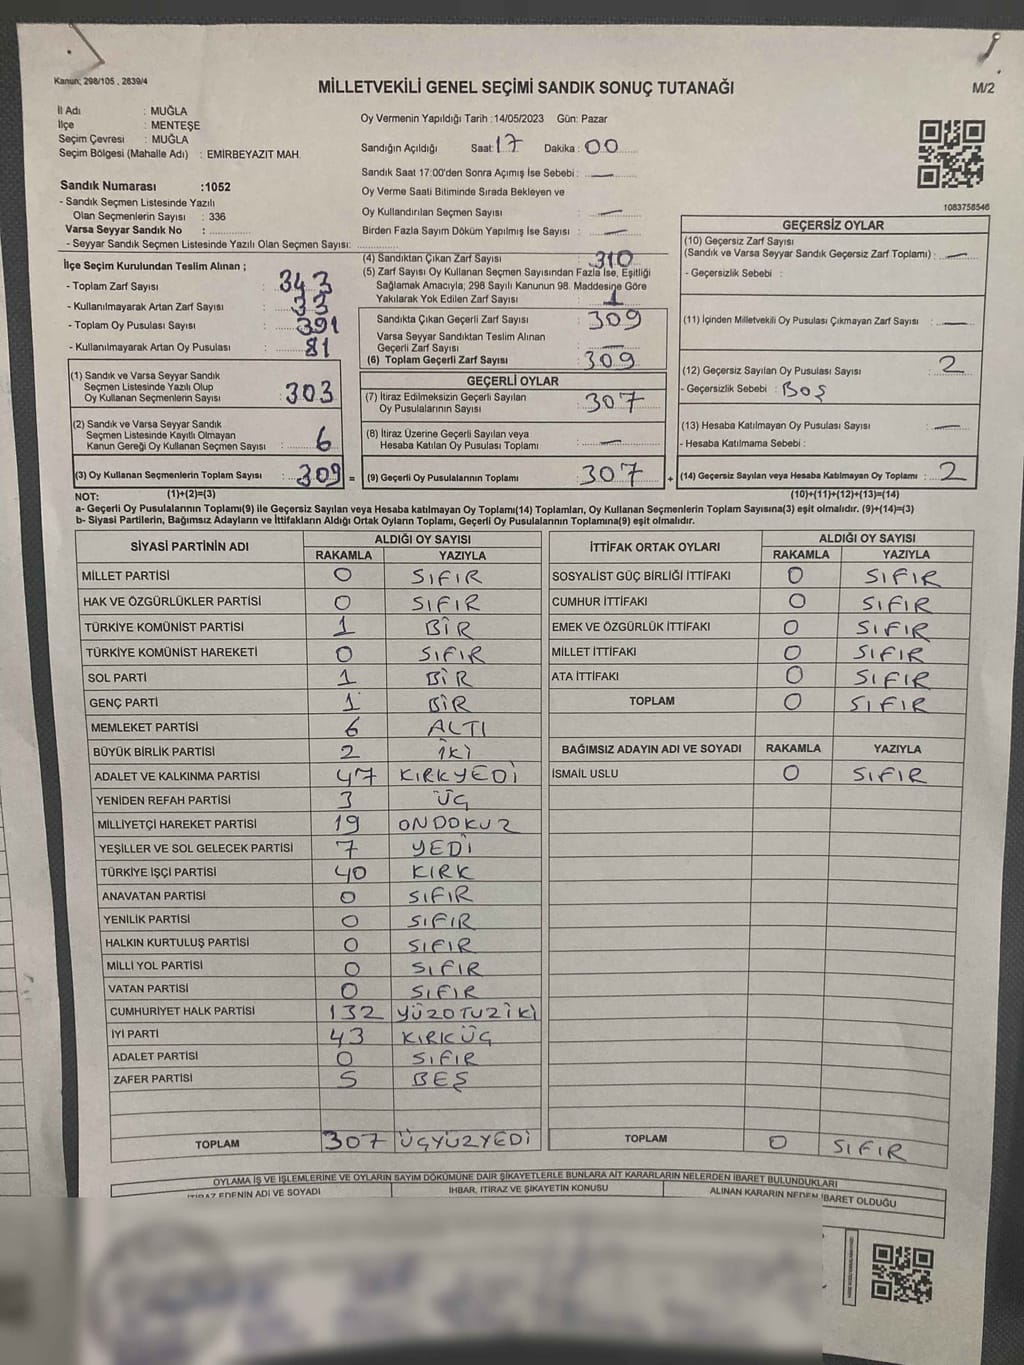 Kanun; 298/105 , 2839/4
MİLLETVEKİLİ GENEL SEÇİMİ SANDIK SONUÇ TUTANAĞI
M/2
İl Adı : MUĞLA
İlçe : MENTEŞE
Seçim Çevresi : MUĞLA
Seçim Bölgesi (Mahalle Adı) : EMİRBEYAZIT MAH.
Oy Vermenin Yapıldığı Tarih :14/05/2023 Gün: Pazar
Sandığın Açıldığı Saat: 17 Dakika : 00
Sandık Saat 17:00'den Sonra Açımış İse Sebebi : —
Oy Verme Saati Bitiminde Sırada Bekleyen ve
Oy Kullandırılan Seçmen Sayısı —
Birden Fazla Sayım Döküm Yapılmış İse Sayısı : —
1083758546
Sandık Numarası :1052
- Sandık Seçmen Listesinde Yazılı
Olan Seçmenlerin Sayısı : 336
Varsa Seyyar Sandık No :
- Seyyar Sandık Seçmen Listesinde Yazılı Olan Seçmen Sayısı:
İlçe Seçim Kurulundan Teslim Alınan ;
- Toplam Zarf Sayısı : 343
- Kullanılmayarak Artan Zarf Sayısı : 33
- Toplam Oy Pusulası Sayısı : 391
- Kullanılmayarak Artan Oy Pusulası : 81
(1) Sandık ve Varsa Seyyar Sandık
Seçmen Listesinde Yazılı Olup
Oy Kullanan Seçmenlerin Sayısı : 303
(2) Sandık ve Varsa Seyyar Sandık
Seçmen Listesinde Kayıtlı Olmayan
Kanun Gereği Oy Kullanan Seçmen Sayısı : 6
(3) Oy Kullanan Seçmenlerin Toplam Sayısı : 309 =
(4) Sandıktan Çıkan Zarf Sayısı : 310
(5) Zarf Sayısı Oy Kullanan Seçmen Sayısından Fazla İse, Eşitliği
Sağlamak Amacıyla; 298 Sayılı Kanunun 98. Maddesine Göre
Yakılarak Yok Edilen Zarf Sayısı : 1
Sandıkta Çıkan Geçerli Zarf Sayısı : 309
Varsa Seyyar Sandıktan Teslim Alınan
Geçerli Zarf Sayısı : —
(6) Toplam Geçerli Zarf Sayısı : 309
GEÇERLİ OYLAR
(7) İtiraz Edilmeksizin Geçerli Sayılan
Oy Pusulalarının Sayısı : 307
(8) İtiraz Üzerine Geçerli Sayılan veya
Hesaba Katılan Oy Pusulaları Toplamı : —
(9) Geçerli Oy Pusulalarının Toplamı : 307 +
GEÇERSİZ OYLAR
(10) Geçersiz Zarf Sayısı
(Sandık ve Varsa Seyyar Sandık Geçersiz Zarf Toplamı) : —
- Geçersizlik Sebebi :
(11) İçinden Milletvekili Oy Pusulası Çıkmayan Zarf Sayısı : —
(12) Geçersiz Sayılan Oy Pusulası Sayısı : 2
- Geçersizlik Sebebi : BOŞ
(13) Hesaba Katılmayan Oy Pusulası Sayısı : —
- Hesaba Katılmama Sebebi :
(14) Geçersiz Sayılan veya Hesaba Katılmayan Oy Toplamı : 2
NOT: (1)+(2)=(3) (10)+(11)+(12)+(13)=(14)
a- Geçerli Oy Pusulalarının Toplamı(9) ile Geçersiz Sayılan veya Hesaba katılmayan Oy Toplamı(14) Toplamları, Oy Kullanan Seçmenlerin Toplam Sayısına(3) eşit olmalıdır. (9)+(14)=(3)
b- Siyasi Partilerin, Bağımsız Adayların ve İttifakların Aldığı Ortak Oyların Toplamı, Geçerli Oy Pusulalarının Toplamına(9) eşit olmalıdır.
SİYASİ PARTİNİN ADI ALDIĞI OY SAYISI
RAKAMLA YAZIYLA
MİLLET PARTİSİ 0 SIFIR
HAK VE ÖZGÜRLÜKLER PARTİSİ 0 SIFIR
TÜRKİYE KOMÜNİST PARTİSİ 1 BİR
TÜRKİYE KOMÜNİST HAREKETİ 0 SIFIR
SOL PARTİ 1 BİR
GENÇ PARTİ 1 BİR
MEMLEKET PARTİSİ 6 ALTI
BÜYÜK BİRLİK PARTİSİ 2 İKİ
ADALET VE KALKINMA PARTİSİ 47 KIRKYEDİ
YENİDEN REFAH PARTİSİ 3 ÜÇ
MİLLİYETÇİ HAREKET PARTİSİ 19 ONDOKUZ
YEŞİLLER VE SOL GELECEK PARTİSİ 7 YEDİ
TÜRKİYE İŞÇİ PARTİSİ 40 KIRK
ANAVATAN PARTİSİ 0 SIFIR
YENİLİK PARTİSİ 0 SIFIR
HALKIN KURTULUŞ PARTİSİ 0 SIFIR
MİLLİ YOL PARTİSİ 0 SIFIR
VATAN PARTİSİ 0 SIFIR
CUMHURİYET HALK PARTİSİ 132 YÜZOTUZİKİ
İYİ PARTİ 43 KIRKÜÇ
ADALET PARTİSİ 0 SIFIR
ZAFER PARTİSİ 5 BEŞ
TOPLAM 307 ÜÇYÜZYEDİ
İTTİFAK ORTAK OYLARI ALDIĞI OY SAYISI
RAKAMLA YAZIYLA
SOSYALİST GÜÇ BİRLİĞİ İTTİFAKI 0 SIFIR
CUMHUR İTTİFAKI 0 SIFIR
EMEK VE ÖZGÜRLÜK İTTİFAKI 0 SIFIR
MİLLET İTTİFAKI 0 SIFIR
ATA İTTİFAKI 0 SIFIR
TOPLAM 0 SIFIR
BAĞIMSIZ ADAYIN ADI VE SOYADI RAKAMLA YAZIYLA
İSMAİL USLU 0 SIFIR
TOPLAM 0 SIFIR
OYLAMA İŞ VE İŞLEMLERİNE VE OYLARIN SAYIM DÖKÜMÜNE DAİR ŞİKAYETLERLE BUNLARA AİT KARARLARIN NELERDEN İBARET BULUNDUKLARI
İTİRAZ EDENİN ADI VE SOYADI İHBAR, İTİRAZ VE ŞİKAYETİN KONUSU ALINAN KARARIN NEDEN İBARET OLDUĞU